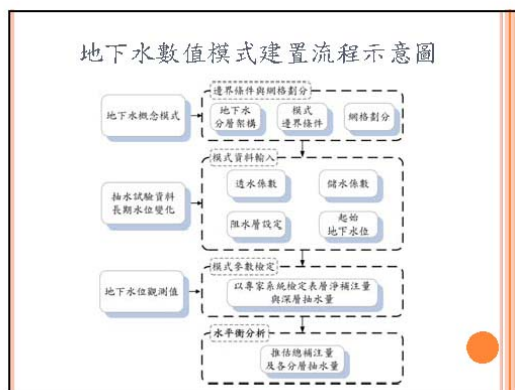 地下水數值模式建置流程示意圖
邊界條件與網格劃分
地下水概念模式
地下水
分層架構
模式
邊界條件
網格劃分
模式資料輸入
抽水試驗資料
長期水位變化
透水係數
儲水係數
阻水層設定
起始
地下水位
模式參數檢定
地下水位觀測值
以專家系統檢定表層淨補注量
與深層抽水量
水平衡分析
推估總補注量
及各分層抽水量